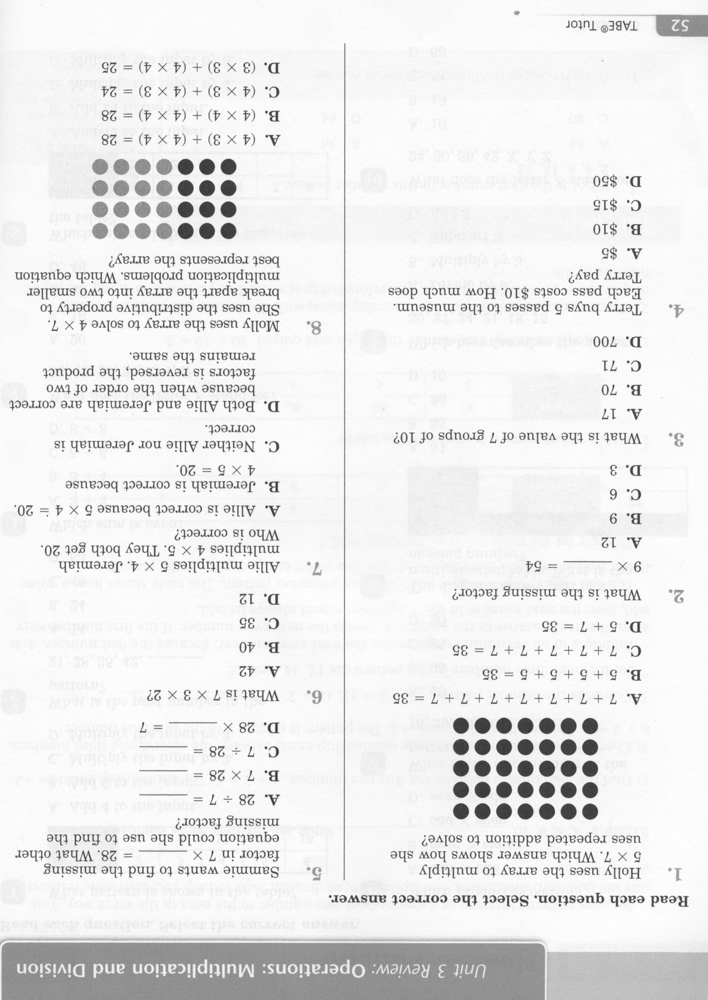 Unit 3 Review: Operations: Multiplication and Division
Read each question. Select the correct answer.
1. Holly uses the array to multiply
5 × 7. Which answer shows how she
uses repeated addition to solve?
A. 7 + 7 + 7 + 7 + 7 + 7 + 7 = 35
B. 5 + 5 + 5 + 5 + 5 = 35
C. 7 + 7 + 7 + 7 + 7 = 35
D. 5 + 7 = 35
2. What is the missing factor?
9 × ______ = 54
A. 12
B. 9
C. 6
D. 3
3. What is the value of 7 groups of 10?
A. 17
B. 70
C. 71
D. 700
4. Terry buys 5 passes to the museum.
Each pass costs $10. How much does
Terry pay?
A. $5
B. $10
C. $15
D. $50
5. Sammie wants to find the missing
factor in 7 × ______ = 28. What other
equation could she use to find the
missing factor?
A. 28 ÷ 7 = ______
B. 7 × 28 = ______
C. 7 ÷ 28 = ______
D. 28 × ______ = 7
6. What is 7 × 3 × 2?
A. 42
B. 40
C. 35
D. 12
7. Allie multiplies 5 × 4. Jeremiah
multiplies 4 × 5. They both get 20.
Who is correct?
A. Allie is correct because 5 × 4 = 20.
B. Jeremiah is correct because
4 × 5 = 20.
C. Neither Allie nor Jeremiah is
correct.
D. Both Allie and Jeremiah are correct
because when the order of two
factors is reversed, the product
remains the same.
8. Molly uses the array to solve 4 × 7.
She uses the distributive property to
break apart the array into two smaller
multiplication problems. Which equation
best represents the array?
A. (4 × 3) + (4 × 4) = 28
B. (4 × 4) + (4 × 4) = 28
C. (4 × 3) + (4 × 3) = 24
D. (3 × 3) + (4 × 4) = 25
52 TABE® Tutor